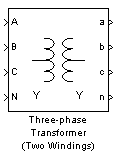 A a
B b
C c
N Y Y n
Three-phase
Transformer
(Two Windings)